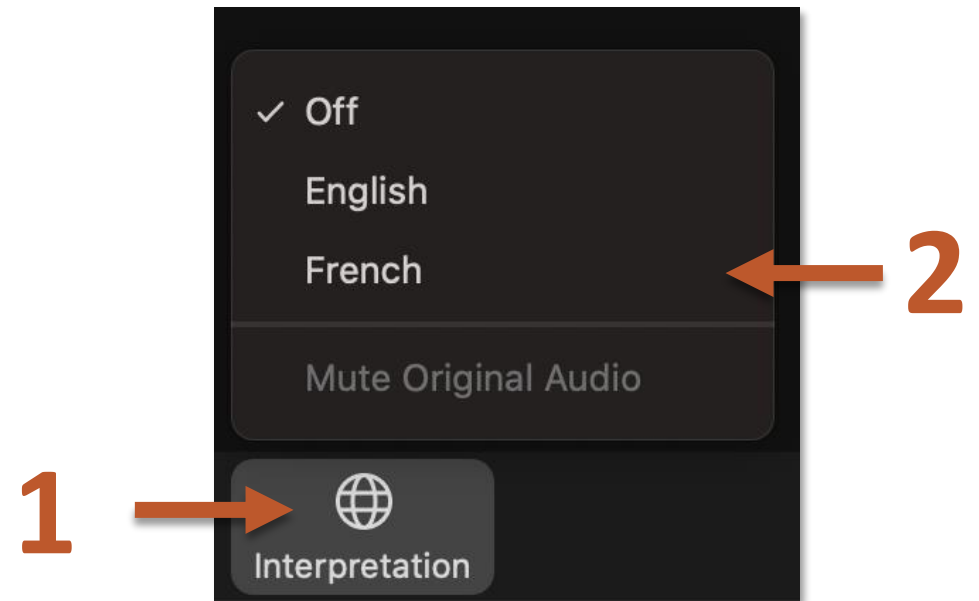 ✓ Off
English
French
2
Mute Original Audio
1
Interpretation